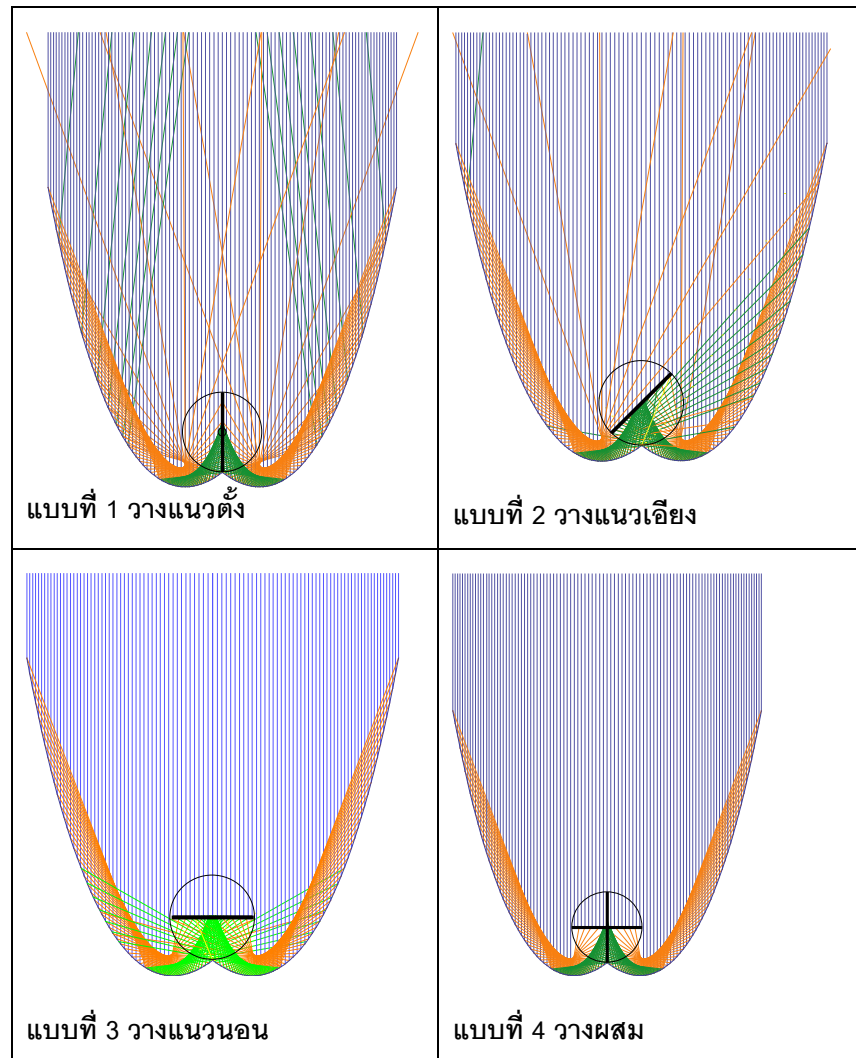 แบบที่ 1 วางแนวตั้ง
แบบที่ 2 วางแนวเอียง
แบบที่ 3 วางแนวนอน
แบบที่ 4 วางผสม